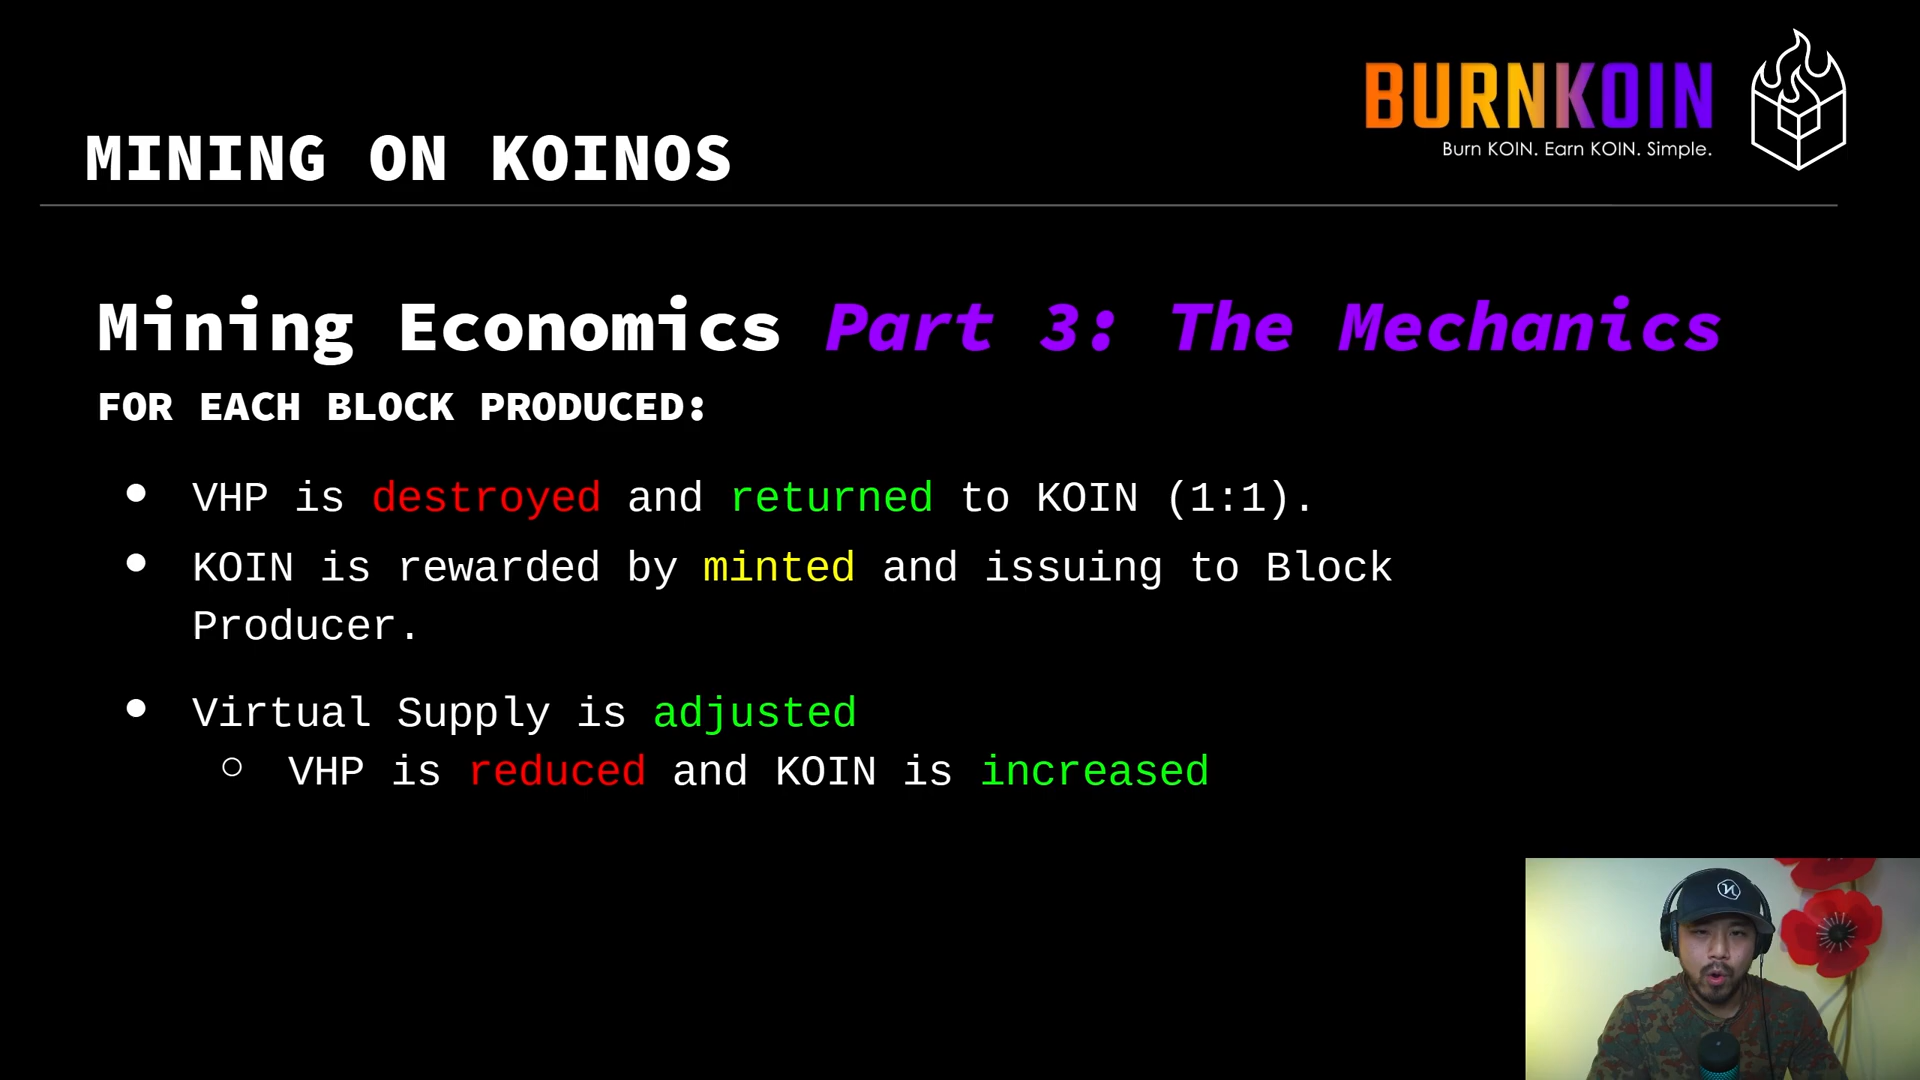 BURNKOIN
Burn KOIN. Earn KOIN. Simple.
MINING ON KOINOS
Mining Economics Part 3: The Mechanics
FOR EACH BLOCK PRODUCED:
● VHP is destroyed and returned to KOIN (1:1).
● KOIN is rewarded by minted and issuing to Block
Producer.
● Virtual Supply is adjusted
○ VHP is reduced and KOIN is increased